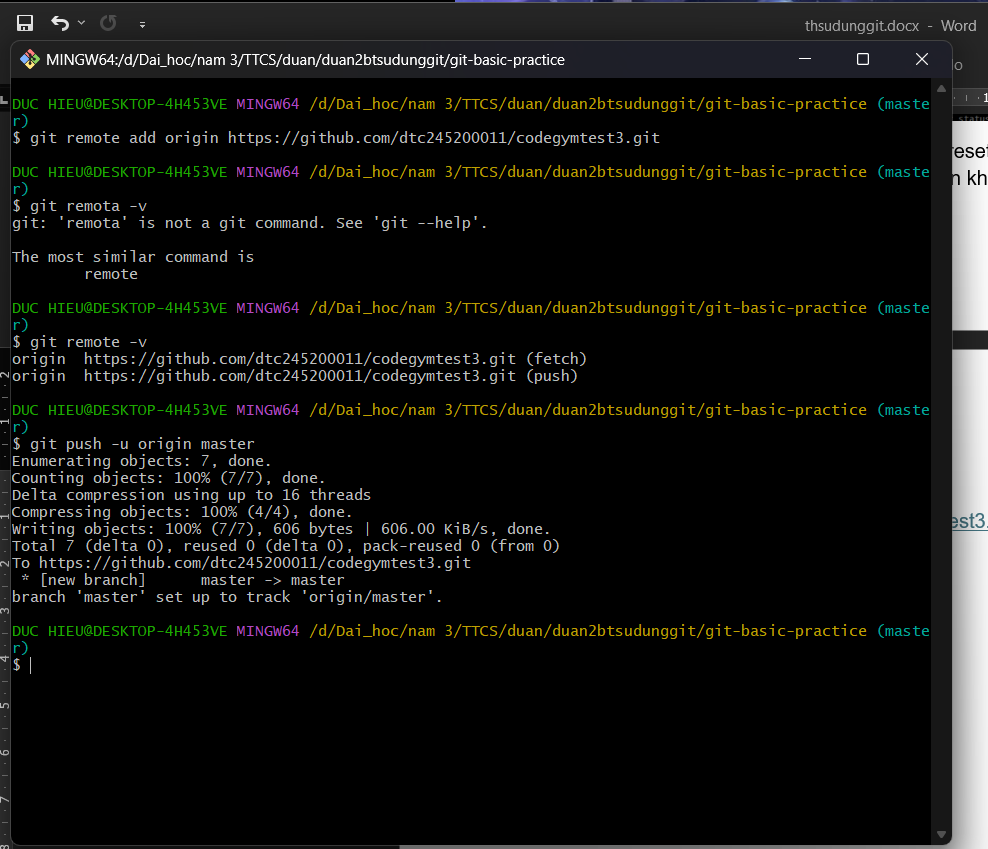 thsudunggit.docx - Word
MINGW64:/d/Dai_hoc/nam 3/TTCS/duan/duan2btsudunggit/git-basic-practice
DUC HIEU@DESKTOP-4H453VE MINGW64 /d/Dai_hoc/nam 3/TTCS/duan/duan2btsudunggit/git-basic-practice (maste
r)
$ git remote add origin https://github.com/dtc245200011/codegymtest3.git
DUC HIEU@DESKTOP-4H453VE MINGW64 /d/Dai_hoc/nam 3/TTCS/duan/duan2btsudunggit/git-basic-practice (maste
r)
$ git remota -v
git: 'remota' is not a git command. See 'git --help'.
The most similar command is
remote
DUC HIEU@DESKTOP-4H453VE MINGW64 /d/Dai_hoc/nam 3/TTCS/duan/duan2btsudunggit/git-basic-practice (maste
r)
$ git remote -v
origin  https://github.com/dtc245200011/codegymtest3.git (fetch)
origin  https://github.com/dtc245200011/codegymtest3.git (push)
DUC HIEU@DESKTOP-4H453VE MINGW64 /d/Dai_hoc/nam 3/TTCS/duan/duan2btsudunggit/git-basic-practice (maste
r)
$ git push -u origin master
Enumerating objects: 7, done.
Counting objects: 100% (7/7), done.
Delta compression using up to 16 threads
Compressing objects: 100% (4/4), done.
Writing objects: 100% (7/7), 606 bytes | 606.00 KiB/s, done.
Total 7 (delta 0), reused 0 (delta 0), pack-reused 0 (from 0)
To https://github.com/dtc245200011/codegymtest3.git
* [new branch]      master -> master
branch 'master' set up to track 'origin/master'.
DUC HIEU@DESKTOP-4H453VE MINGW64 /d/Dai_hoc/nam 3/TTCS/duan/duan2btsudunggit/git-basic-practice (maste
r)
$